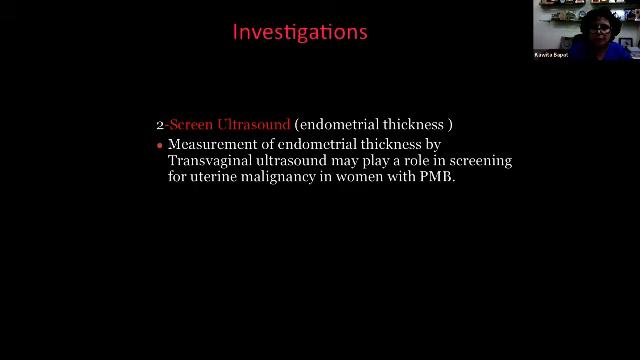 Investigations
Kawita Bapat
2-Screen Ultrasound (endometrial thickness )
• Measurement of endometrial thickness by
Transvaginal ultrasound may play a role in screening
for uterine malignancy in women with PMB.